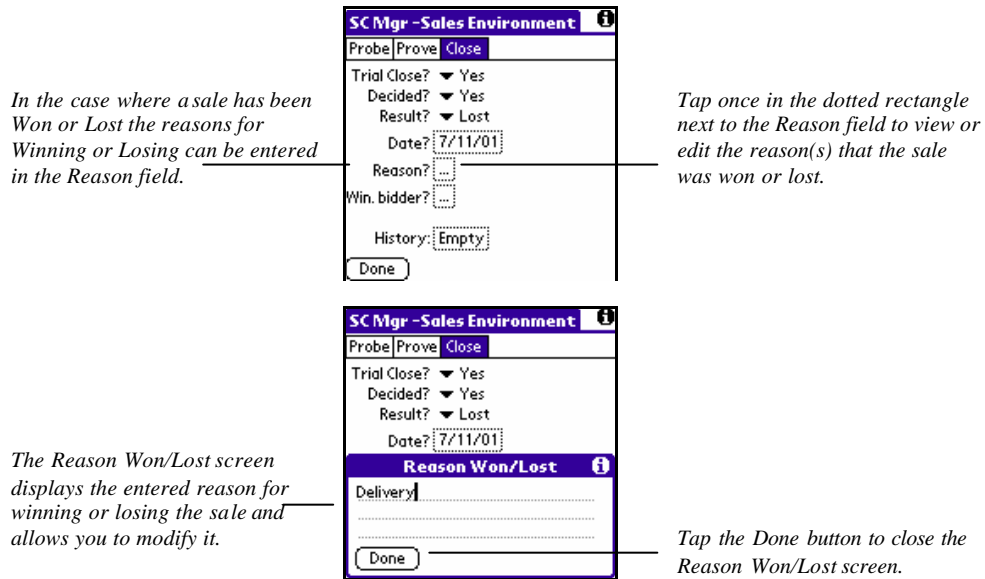 SC Mgr -Sales Environment
Probe Prove Close
Trial Close? Yes
Decided? Yes
Result? Lost
Date? 7/11/01
Reason? ...
Win. bidder? ...
History: Empty
Done
In the case where a sale has been
Won or Lost the reasons for
Winning or Losing can be entered
in the Reason field.
Tap once in the dotted rectangle
next to the Reason field to view or
edit the reason(s) that the sale
was won or lost.
SC Mgr -Sales Environment
Probe Prove Close
Trial Close? Yes
Decided? Yes
Result? Lost
Date? 7/11/01
Reason Won/Lost
Delivery
Done
The Reason Won/Lost screen
displays the entered reason for
winning or losing the sale and
allows you to modify it.
Tap the Done button to close the
Reason Won/Lost screen.